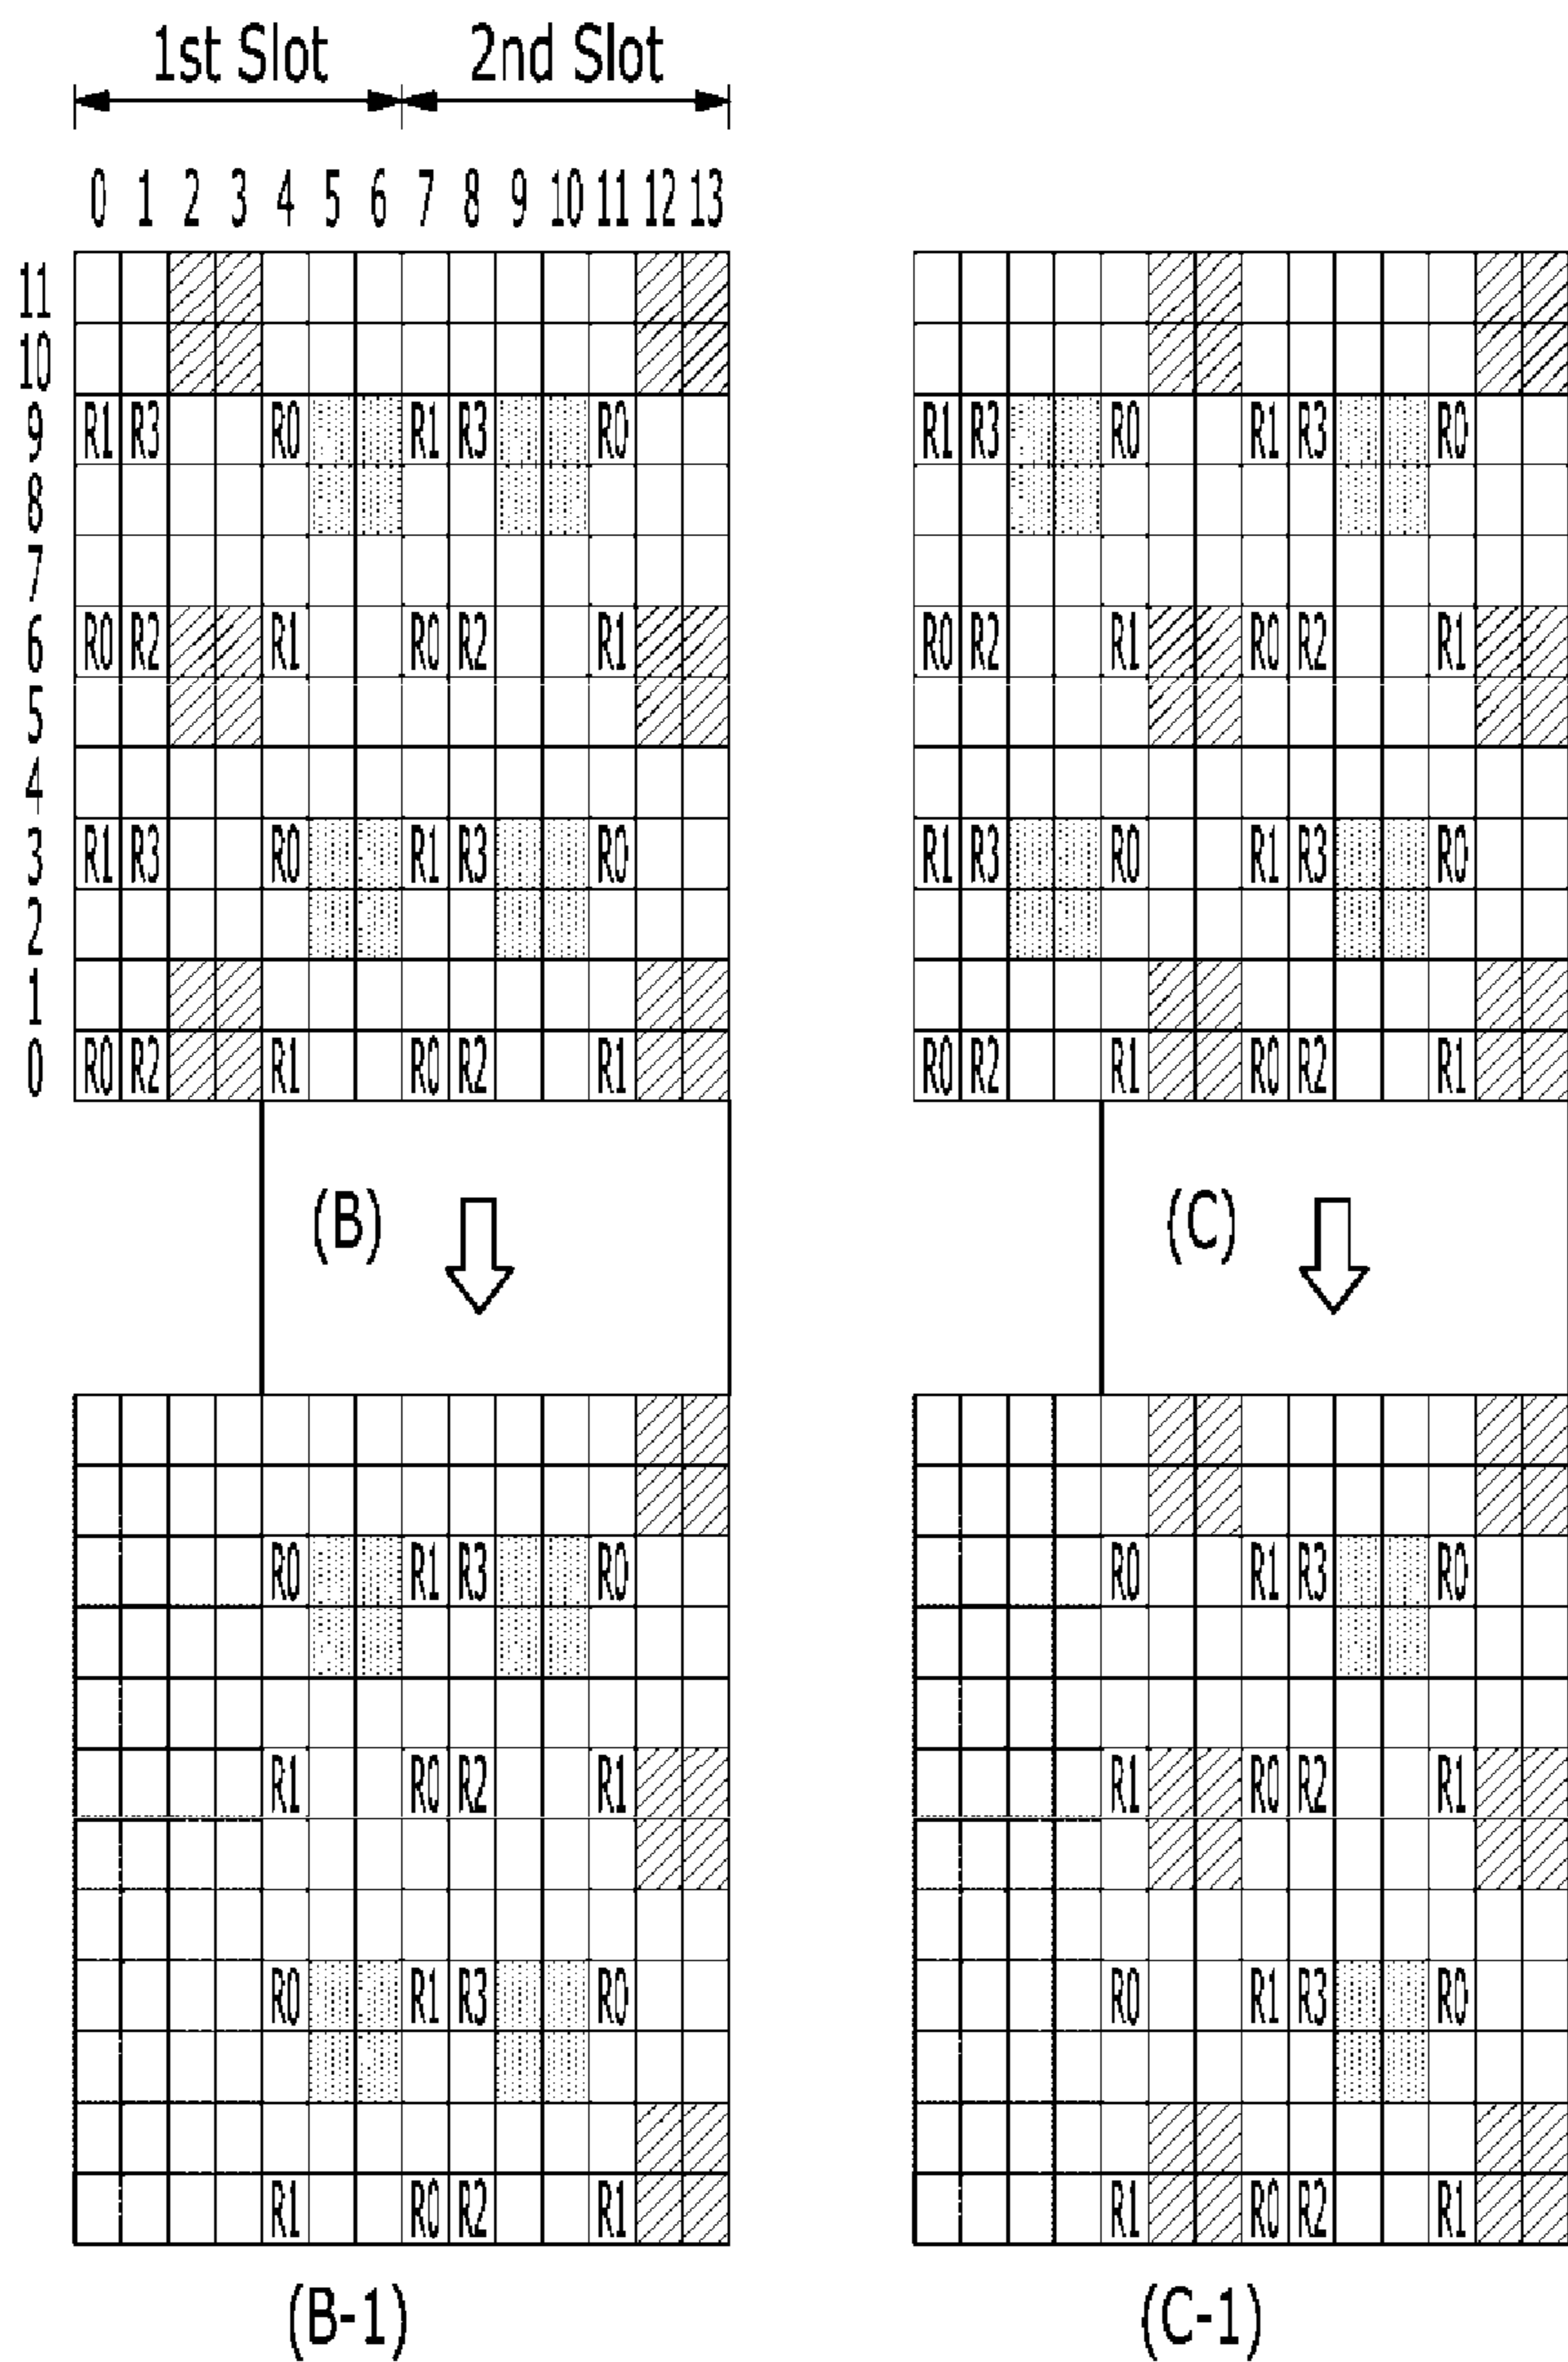 1st Slot 2nd Slot
0 1 2 3 4 5 6 7 8 9 10 11 12 13
11
10
9 R1 R3 R0 R1 R3 R0 R1 R3 R0 R1 R3 R0
8
7
6 R0 R2 R1 R0 R2 R1 R0 R2 R1 R0 R2 R1
5
4
3 R1 R3 R0 R1 R3 R0 R1 R3 R0 R1 R3 R0
2
1
0 R0 R2 R1 R0 R2 R1 R0 R2 R1 R0 R2 R1
(B) (C)
R0 R1 R3 R0 R0 R1 R3 R0
R1 R0 R2 R1 R1 R0 R2 R1
R0 R1 R3 R0 R0 R1 R3 R0
R1 R0 R2 R1 R1 R0 R2 R1
(B-1) (C-1)